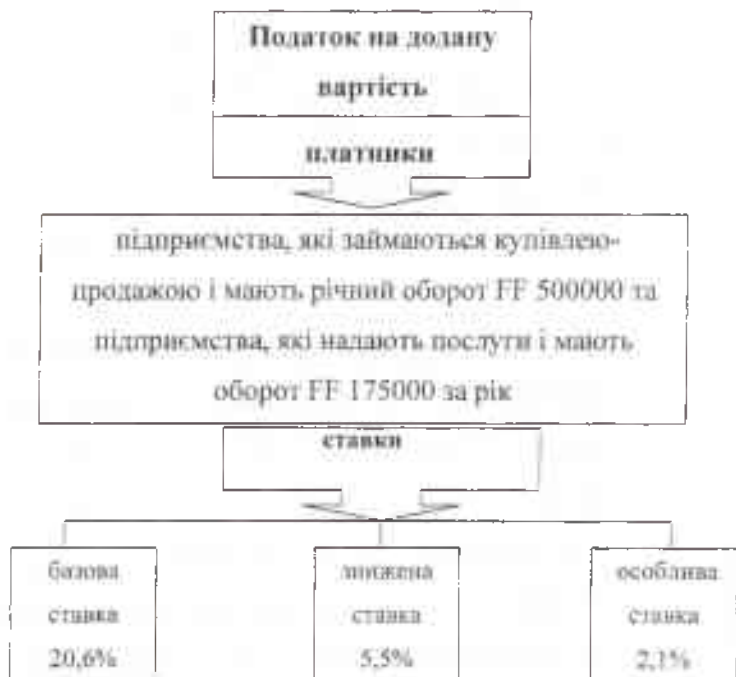 Податок на додану
вартість
платники
підприємства, які займаються купівлею-
продажою і мають річний оборот FF 500000 та
підприємства, які надають послуги і мають
оборот FF 175000 за рік
ставки
базова
ставка
20,6%
знижена
ставка
5,5%
особлива
ставка
2,1%